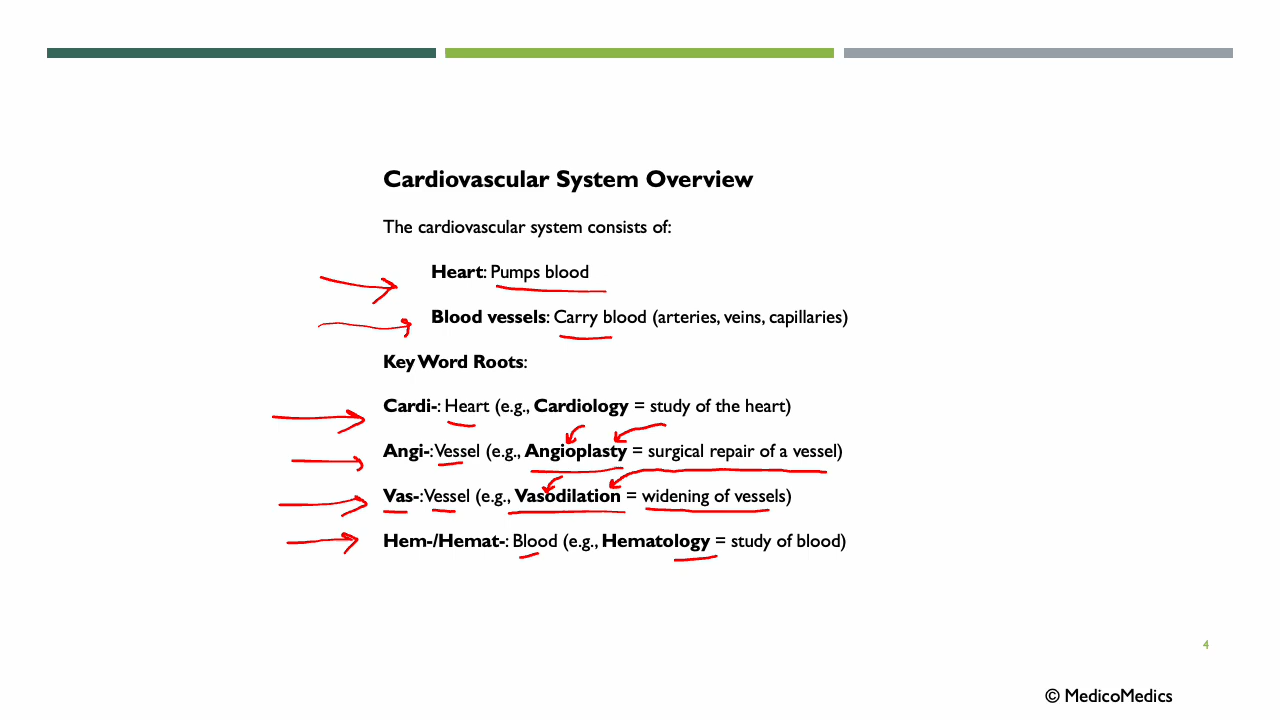 Cardiovascular System Overview
The cardiovascular system consists of:
Heart: Pumps blood
Blood vessels: Carry blood (arteries, veins, capillaries)
Key Word Roots:
Cardi-: Heart (e.g., Cardiology = study of the heart)
Angi-: Vessel (e.g., Angioplasty = surgical repair of a vessel)
Vas-: Vessel (e.g., Vasodilation = widening of vessels)
Hem-/Hemat-: Blood (e.g., Hematology = study of blood)
4
© MedicoMedics